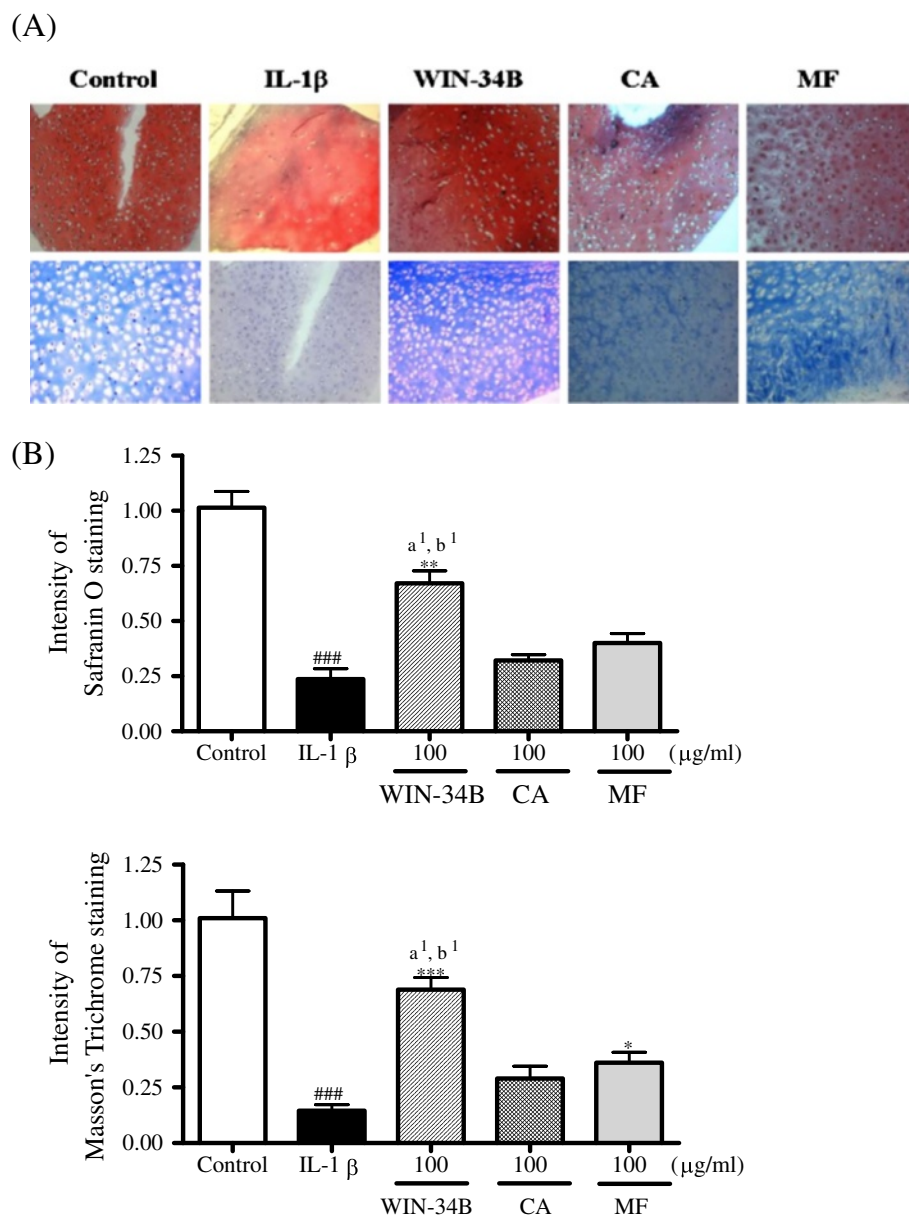 (A)
Control IL-1β WIN-34B CA MF
(B)
Intensity of
Safranin O staining
1.25
1.00
0.75
0.50
0.25
0.00
###
a¹, b¹
**
Control IL-1 β 100 100 100 (μg/ml)
WIN-34B CA MF
Intensity of
Masson's Trichrome staining
1.25
1.00
0.75
0.50
0.25
0.00
###
a¹, b¹
***
*
Control IL-1 β 100 100 100 (μg/ml)
WIN-34B CA MF